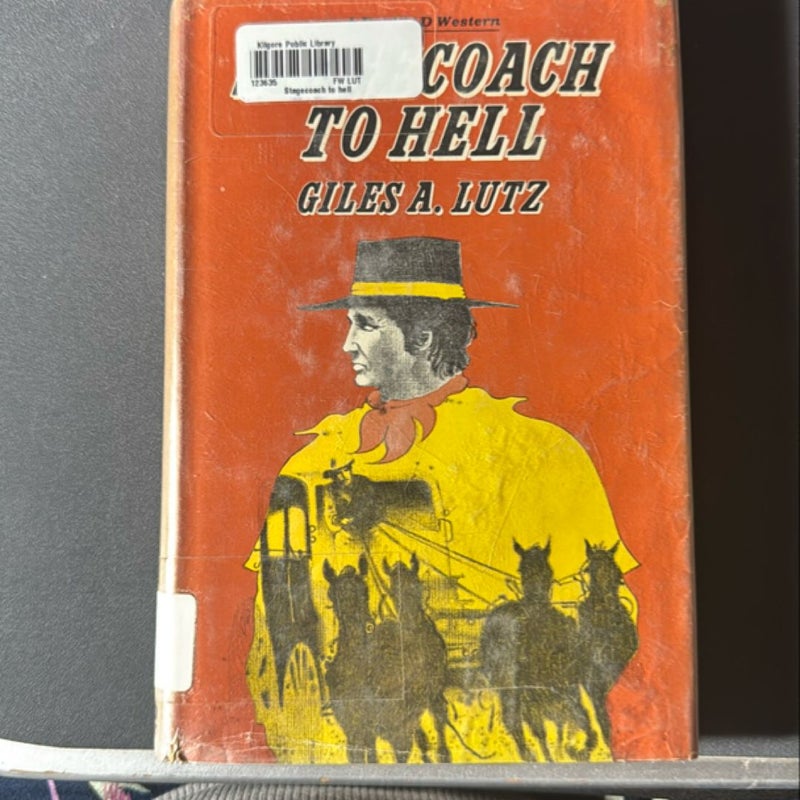 D Western
Kilgore Public Library
123635 FW LUT
Stagecoach to hell
COACH
TO HELL
GILES A. LUTZ